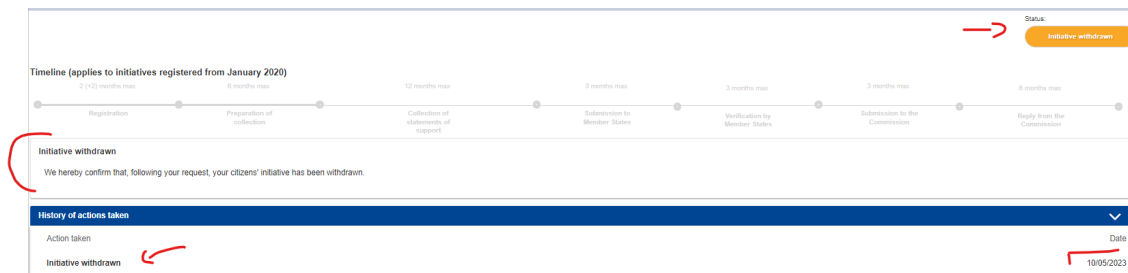 Status:
Initiative withdrawn
Timeline (applies to initiatives registered from January 2020)
2 (+2) months max
6 months max
12 months max
3 months max
3 months max
3 months max
6 months max
Registration
Preparation of
collection
Collection of
statements of
support
Submission to
Member States
Verification by
Member States
Submission to the
Commission
Reply from the
Commission
Initiative withdrawn
We hereby confirm that, following your request, your citizens' initiative has been withdrawn.
History of actions taken
Action taken
Date
Initiative withdrawn
10/05/2023